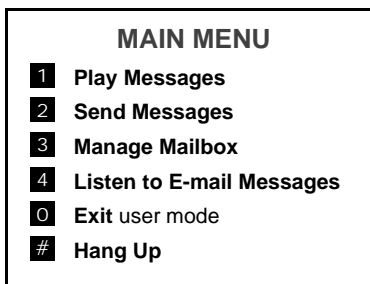 MAIN MENU
1 Play Messages
2 Send Messages
3 Manage Mailbox
4 Listen to E-mail Messages
0 Exit user mode
# Hang Up